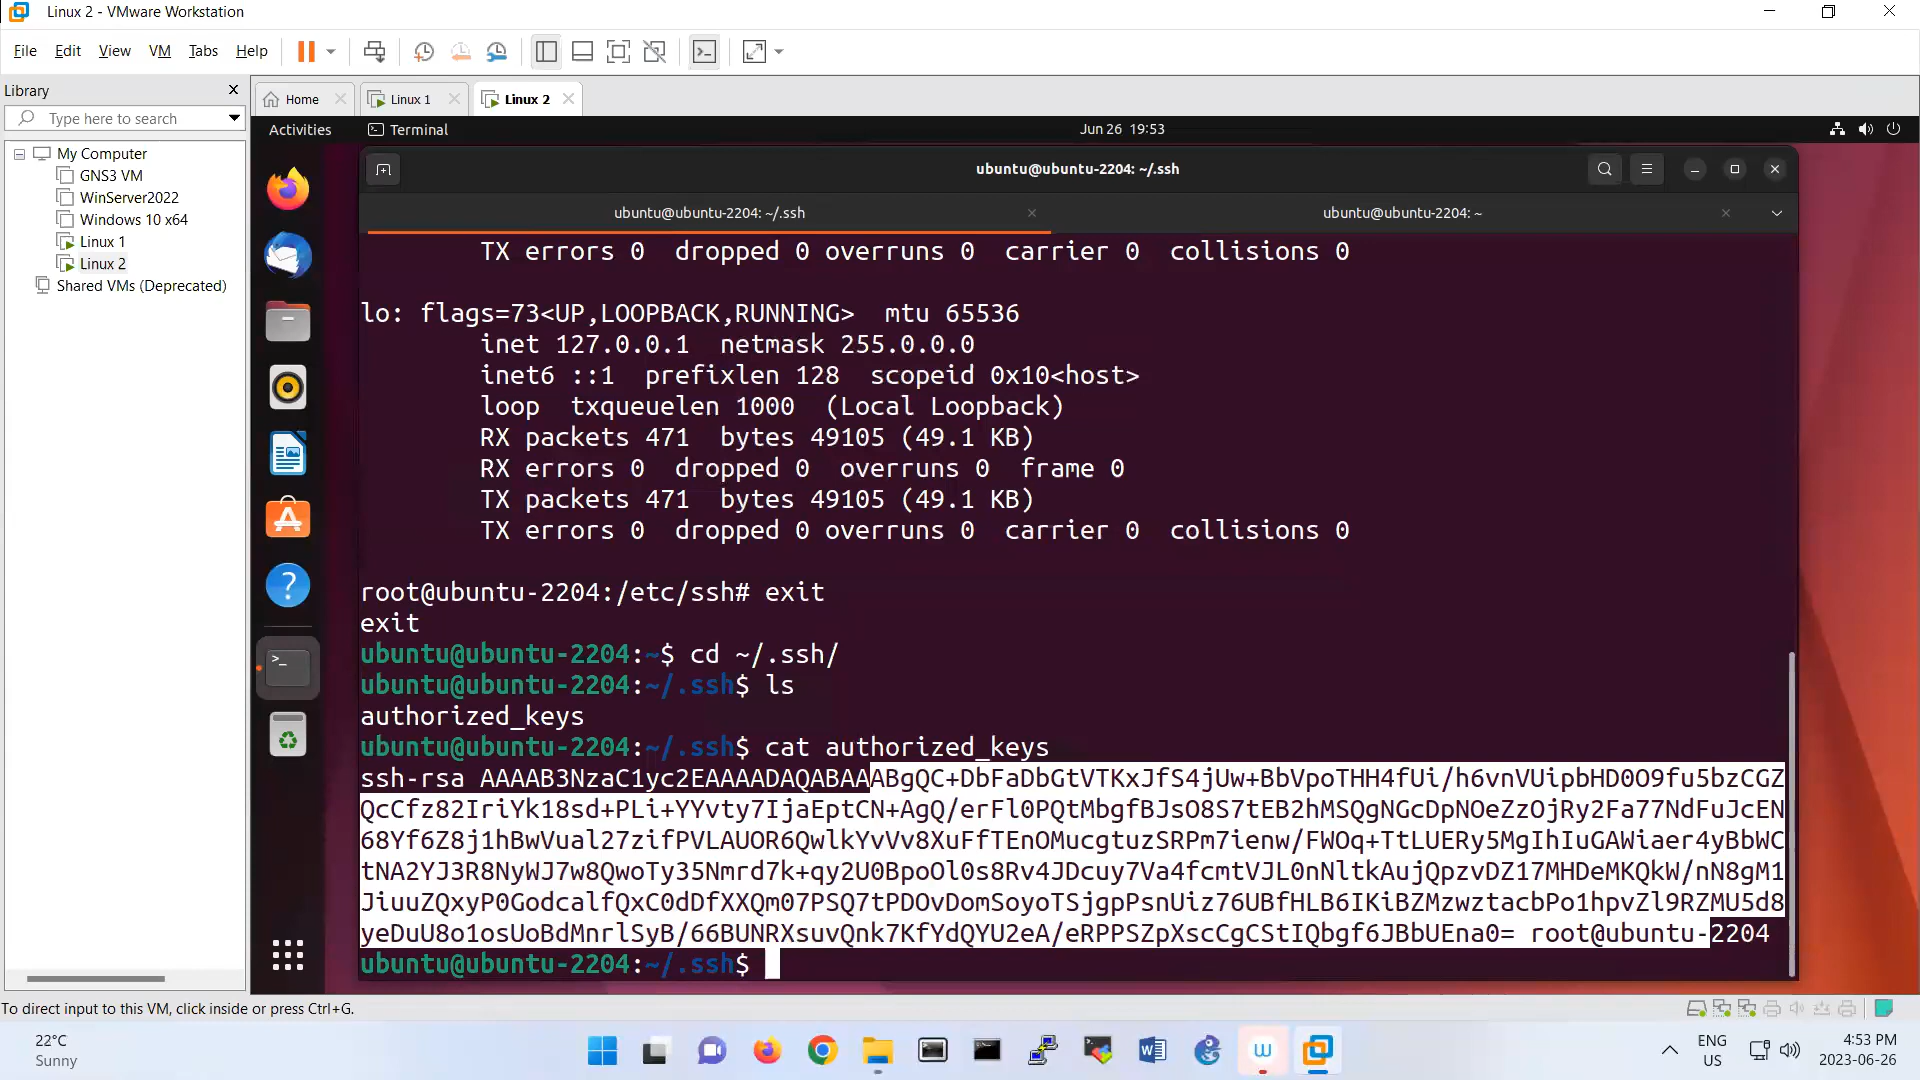 Linux 2 - VMware Workstation
File Edit View VM Tabs Help
Library
Type here to search
My Computer
GNS3 VM
WinServer2022
Windows 10 x64
Linux 1
Linux 2
Shared VMs (Deprecated)
Home
Linux 1
Linux 2
Activities
Terminal
Jun 26 19:53
ubuntu@ubuntu-2204: ~/.ssh
ubuntu@ubuntu-2204: ~/.ssh
ubuntu@ubuntu-2204: ~
TX errors 0 dropped 0 overruns 0 carrier 0 collisions 0
lo: flags=73<UP,LOOPBACK,RUNNING> mtu 65536
inet 127.0.0.1 netmask 255.0.0.0
inet6 ::1 prefixlen 128 scopeid 0x10<host>
loop txqueuelen 1000 (Local Loopback)
RX packets 471 bytes 49105 (49.1 KB)
RX errors 0 dropped 0 overruns 0 frame 0
TX packets 471 bytes 49105 (49.1 KB)
TX errors 0 dropped 0 overruns 0 carrier 0 collisions 0
root@ubuntu-2204:/etc/ssh# exit
exit
ubuntu@ubuntu-2204:~$ cd ~/.ssh/
ubuntu@ubuntu-2204:~/.ssh$ ls
authorized_keys
ubuntu@ubuntu-2204:~/.ssh$ cat authorized_keys
ssh-rsa AAAAB3NzaC1yc2EAAAADAQABAAABgQC+DbFaDbGtVTKxJfS4jUw+BbVpoTHH4fUi/h6vnVUipbHD0O9fu5bzCGZ
QcCfz82IriYk18sd+PLi+YYvty7IjaEptCN+AgQ/erFl0PQtMbgfBJsO8S7tEB2hMSQgNGcDpNOeZzOjRy2Fa77NdFuJcEN
68Yf6Z8j1hBwVual27zifPVLAUOR6QwlkYvVv8XuFfTEnOMucgtuzSRPm7ienw/FWOq+TtLUERy5MgIhIuGAWiaer4yBbWC
tNA2YJ3R8NyWJ7w8QwoTy35Nmrd7k+qy2U0BpoOl0s8Rv4JDcuy7Va4fcmtVJL0nNltkAujQpzvDZ17MHDeMKQkW/nN8gM1
JiuuZQxyP0GodcalfQxC0dDfXXQm07PSQ7tPDOvDomSoyoTSjgpPsnUiz76UBfHLB6IKiBZMzwztacbPo1hpvZl9RZMU5d8
yeDuU8o1osUoBdMnrlSyB/66BUNRXsuvQnk7KfYdQYU2eA/eRPPSZpXscCgCStIQbgf6JBbUEna0= root@ubuntu-2204
ubuntu@ubuntu-2204:~/.ssh$
To direct input to this VM, click inside or press Ctrl+G.
22°C
Sunny
ENG
US
4:53 PM
2023-06-26